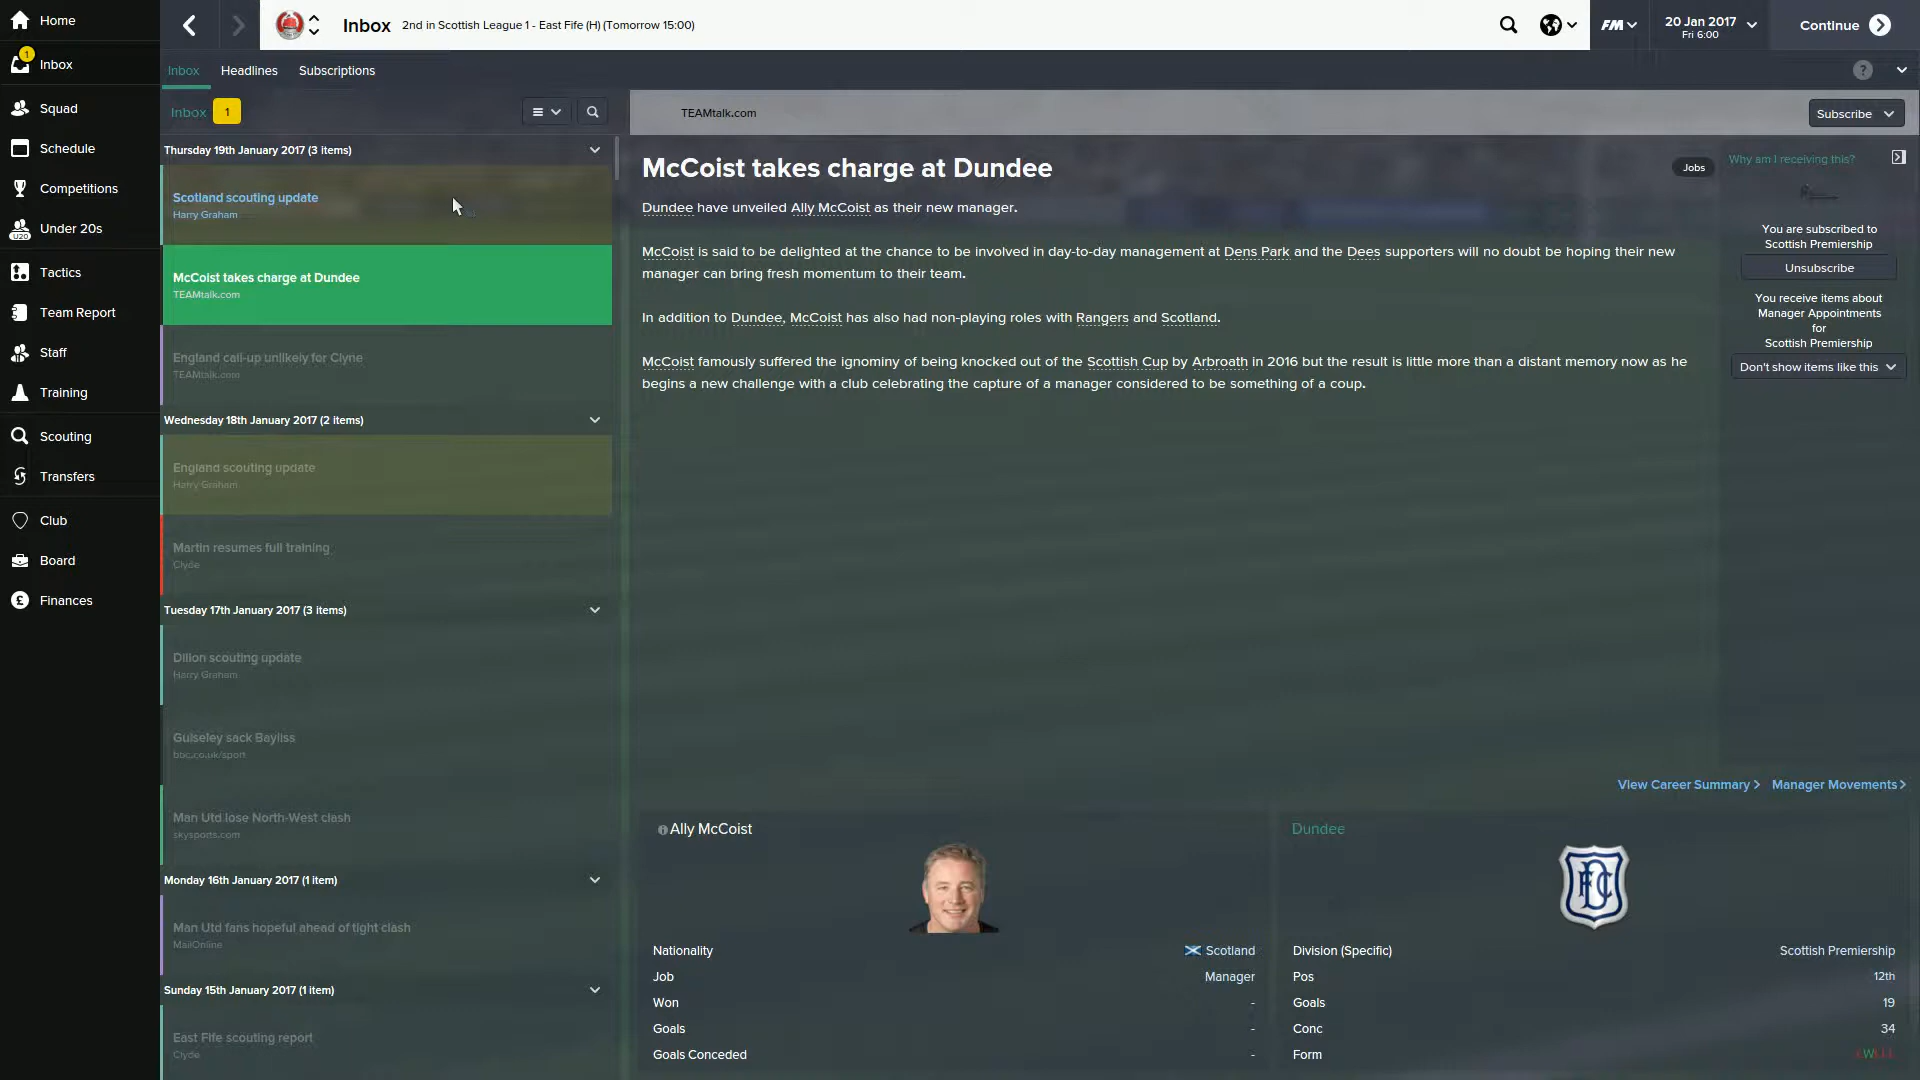 Home
Inbox
2nd in Scottish League 1 - East Fife (H) (Tomorrow 15:00)
FM
20 Jan 2017
Fri 6:00
Continue
1
Inbox
Inbox
Headlines
Subscriptions
?
Squad
Schedule
Competitions
U20
Under 20s
Tactics
Team Report
Staff
Training
Scouting
Transfers
Club
Board
£
Finances
Inbox
1
Thursday 19th January 2017 (3 items)
Scotland scouting update
Harry Graham
McCoist takes charge at Dundee
TEAMtalk.com
England call-up unlikely for Clyne
TEAMtalk.com
Wednesday 18th January 2017 (2 items)
England scouting update
Harry Graham
Martin resumes full training
Clyde
Tuesday 17th January 2017 (3 items)
Dillon scouting update
Harry Graham
Guiseley sack Bayliss
bbc.co.uk/sport
Man Utd lose North-West clash
skysports.com
Monday 16th January 2017 (1 item)
Man Utd fans hopeful ahead of tight clash
MailOnline
Sunday 15th January 2017 (1 item)
East Fife scouting report
Clyde
TEAMtalk.com
Subscribe
McCoist takes charge at Dundee
Jobs
Dundee have unveiled Ally McCoist as their new manager.
McCoist is said to be delighted at the chance to be involved in day-to-day management at Dens Park and the Dees supporters will no doubt be hoping their new
manager can bring fresh momentum to their team.
In addition to Dundee, McCoist has also had non-playing roles with Rangers and Scotland.
McCoist famously suffered the ignominy of being knocked out of the Scottish Cup by Arbroath in 2016 but the result is little more than a distant memory now as he
begins a new challenge with a club celebrating the capture of a manager considered to be something of a coup.
Why am I receiving this?
You are subscribed to
Scottish Premiership
Unsubscribe
You receive items about
Manager Appointments
for
Scottish Premiership
Don't show items like this
View Career Summary >
Manager Movements >
Ally McCoist
Nationality
Scotland
Job
Manager
Won
-
Goals
-
Goals Conceded
-
Dundee
DFC
Division (Specific)
Scottish Premiership
Pos
12th
Goals
19
Conc
34
Form